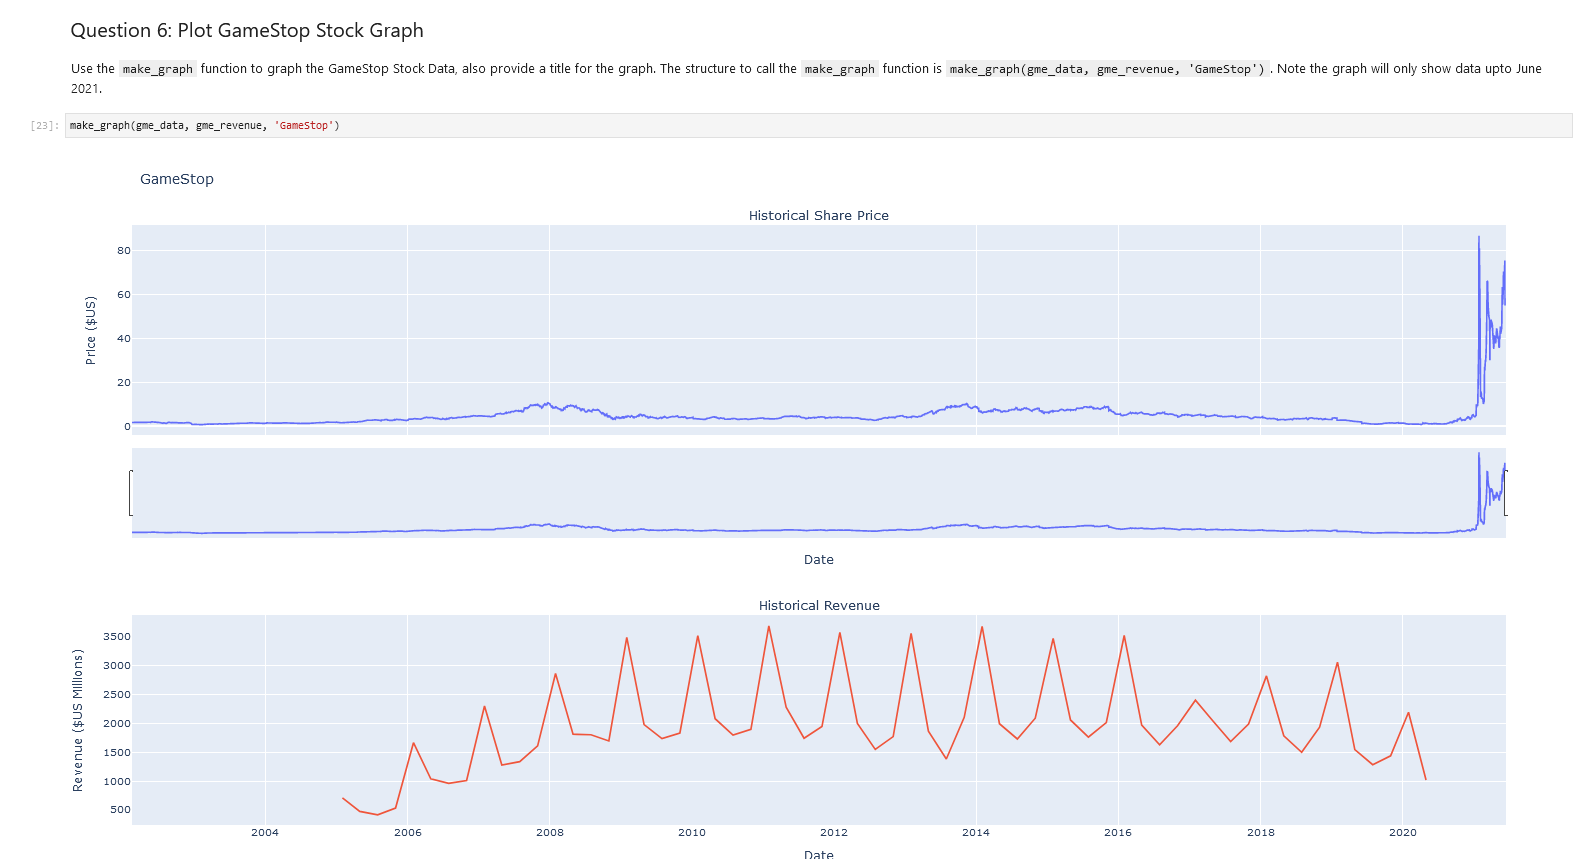 Question 6: Plot GameStop Stock Graph
Use the make_graph function to graph the GameStop Stock Data, also provide a title for the graph. The structure to call the make_graph function is make_graph(gme_data, gme_revenue, 'GameStop'). Note the graph will only show data upto June
2021.
[23]: make_graph(gme_data, gme_revenue, 'GameStop')
GameStop
Historical Share Price
Price ($US)
80
60
40
20
0
Date
Historical Revenue
Revenue ($US Millions)
3500
3000
2500
2000
1500
1000
500
2004 2006 2008 2010 2012 2014 2016 2018 2020
Date